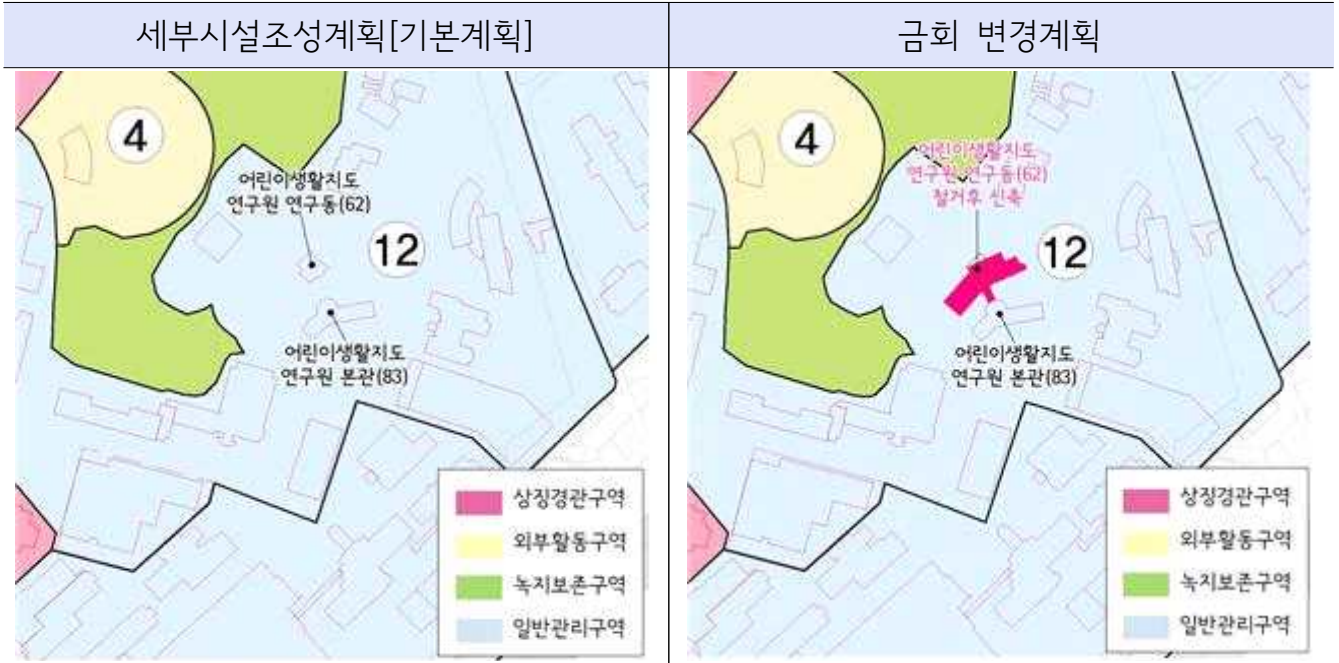 세부시설조성계획[기본계획]
금회 변경계획
4
어린이생활지도
연구원 연구동(62)
12
어린이생활지도
연구원 본관(83)
상징경관구역
외부활동구역
녹지보존구역
일반관리구역
4
어린이생활지도
연구원 연구동(62)
철거후 신축
12
어린이생활지도
연구원 본관(83)
상징경관구역
외부활동구역
녹지보존구역
일반관리구역